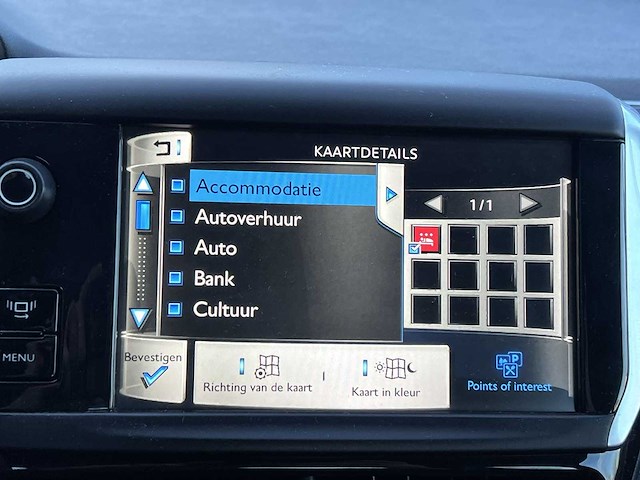 KAARTDETAILS
Accommodatie
Autoverhuur
Auto
Bank
Cultuur
1/1
Bevestigen
Richting van de kaart
Kaart in kleur
Points of interest
P
MENU